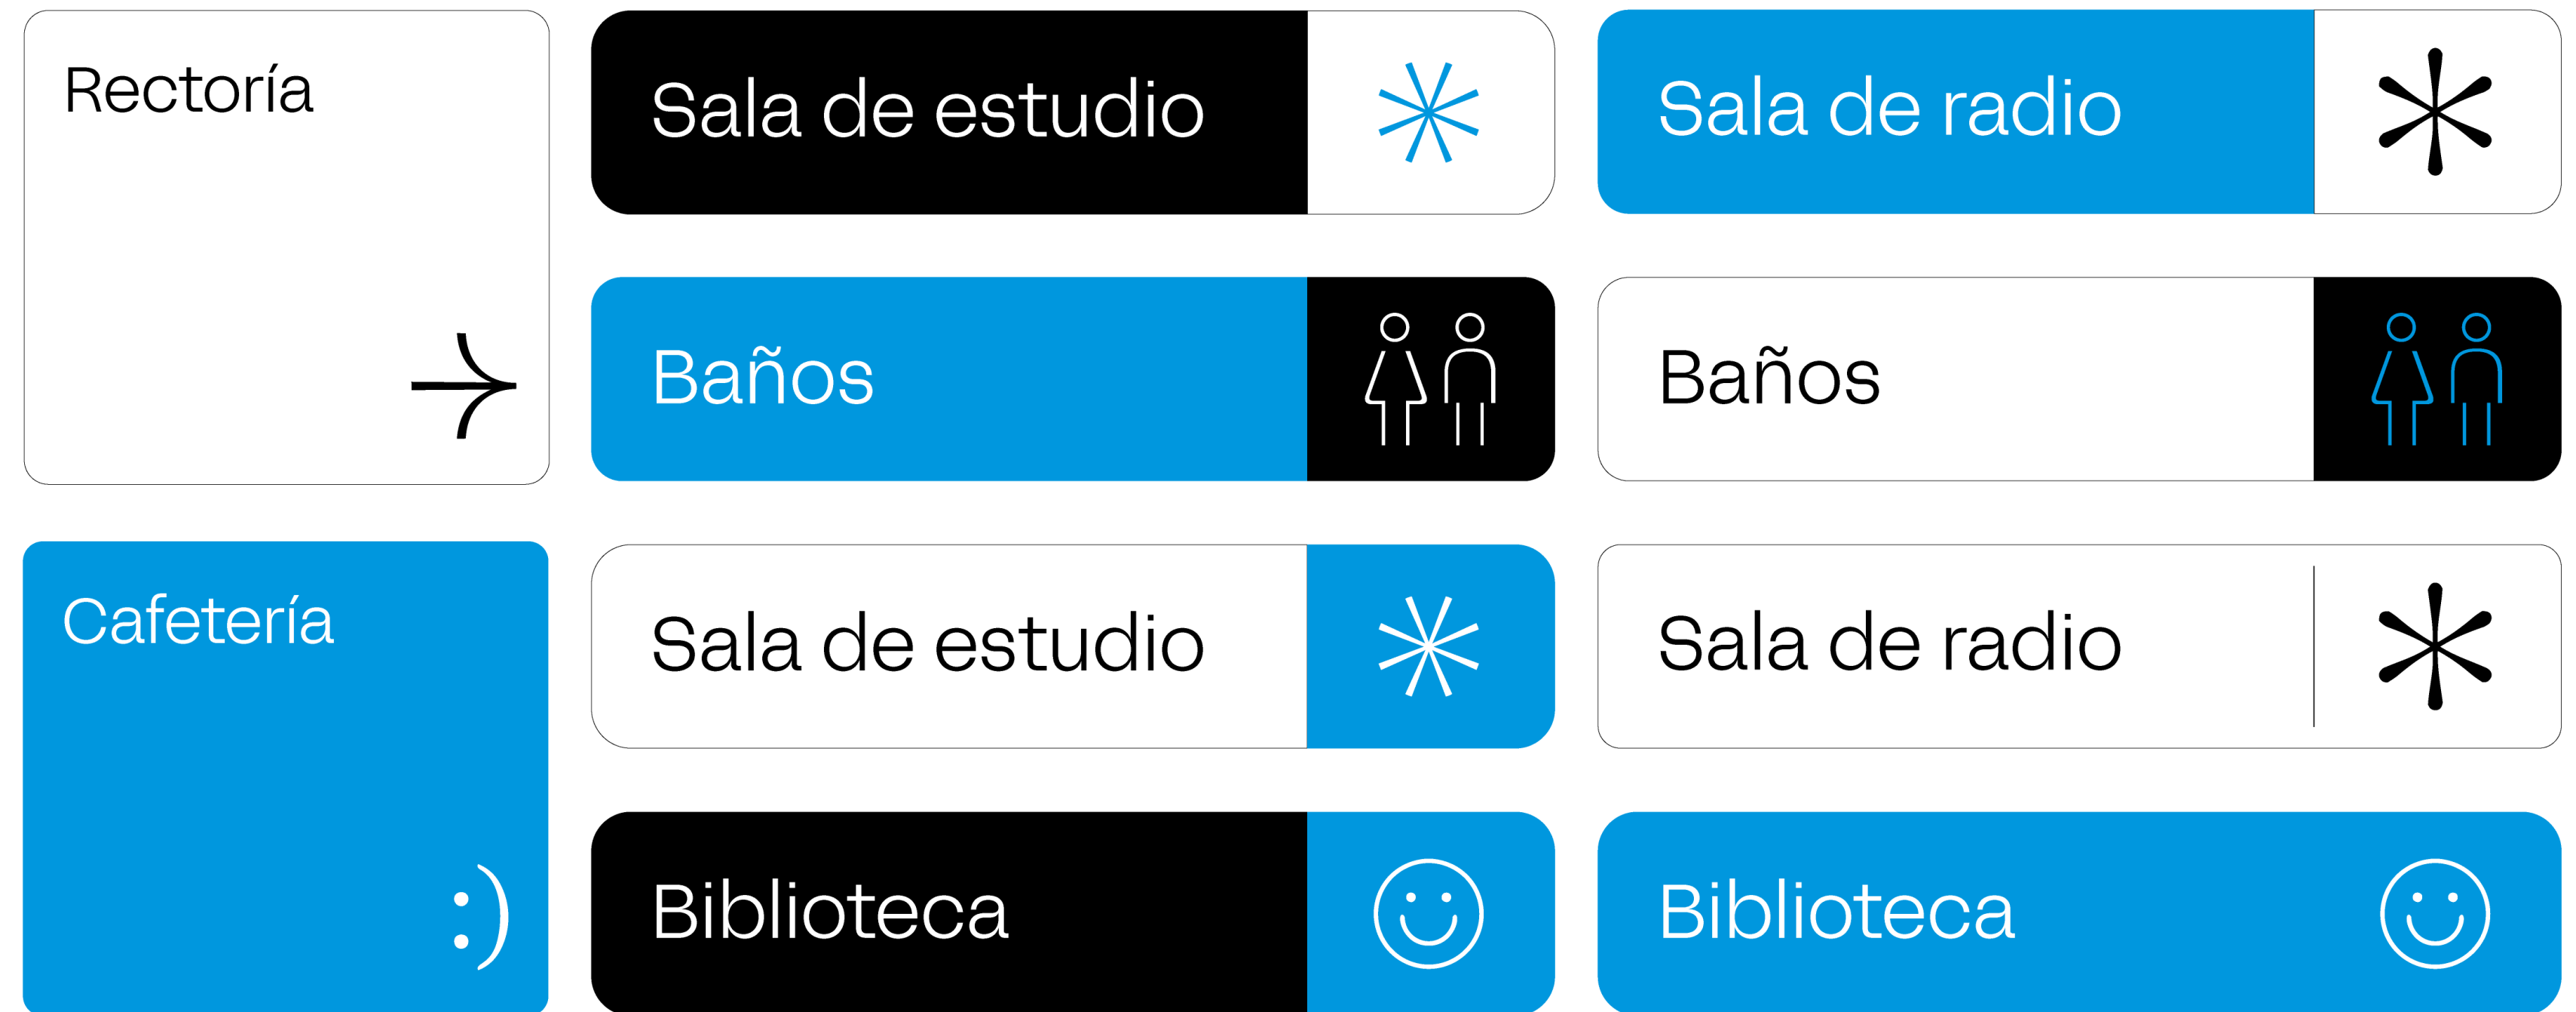 Rectoría
Sala de estudio
Sala de radio
Baños
Baños
Cafetería
:)
Sala de estudio
Sala de radio
Biblioteca
Biblioteca